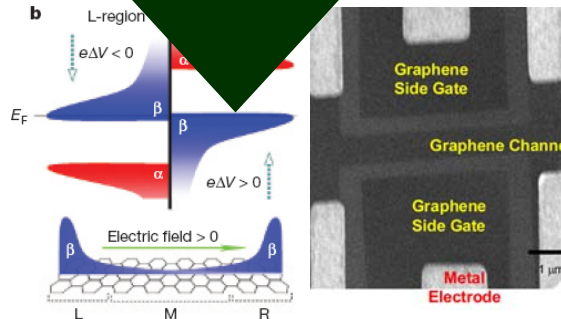 b
L-region
eΔV < 0
α
β
E_F
β
α
eΔV > 0
Electric field > 0
β
β
L
M
R
Graphene
Side Gate
Graphene Channe
Graphene
Side Gate
1 μm
Metal
Electrode